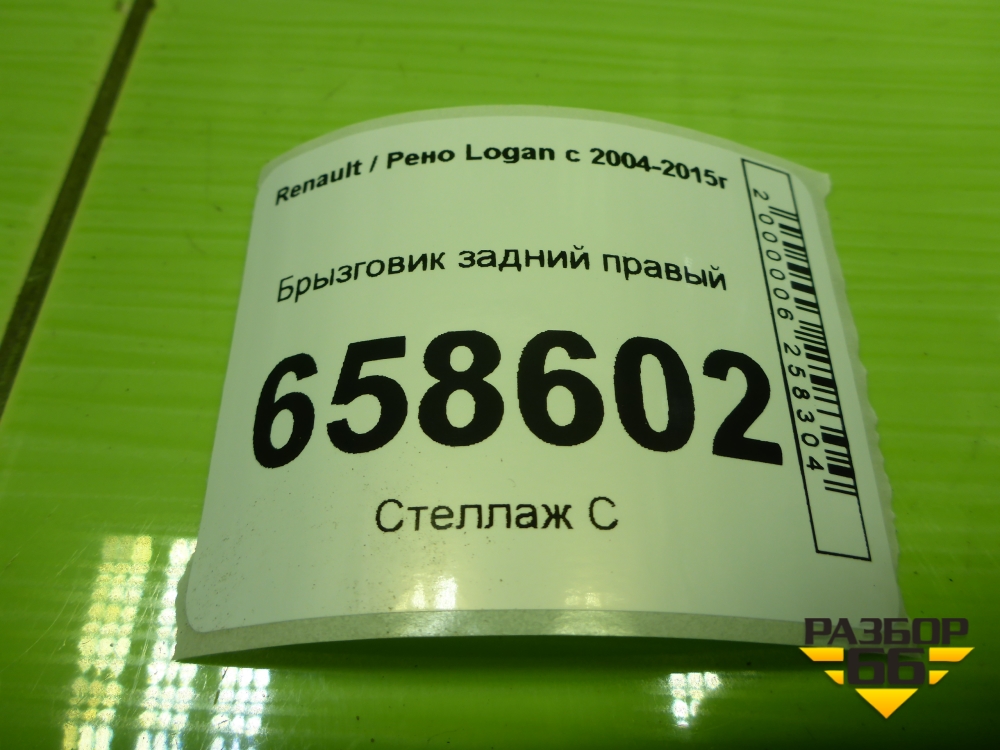 Renault / Рено Logan с 2004-2015г
Брызговик задний правый
658602
Стеллаж С
2000006258304
РАЗБОР
66